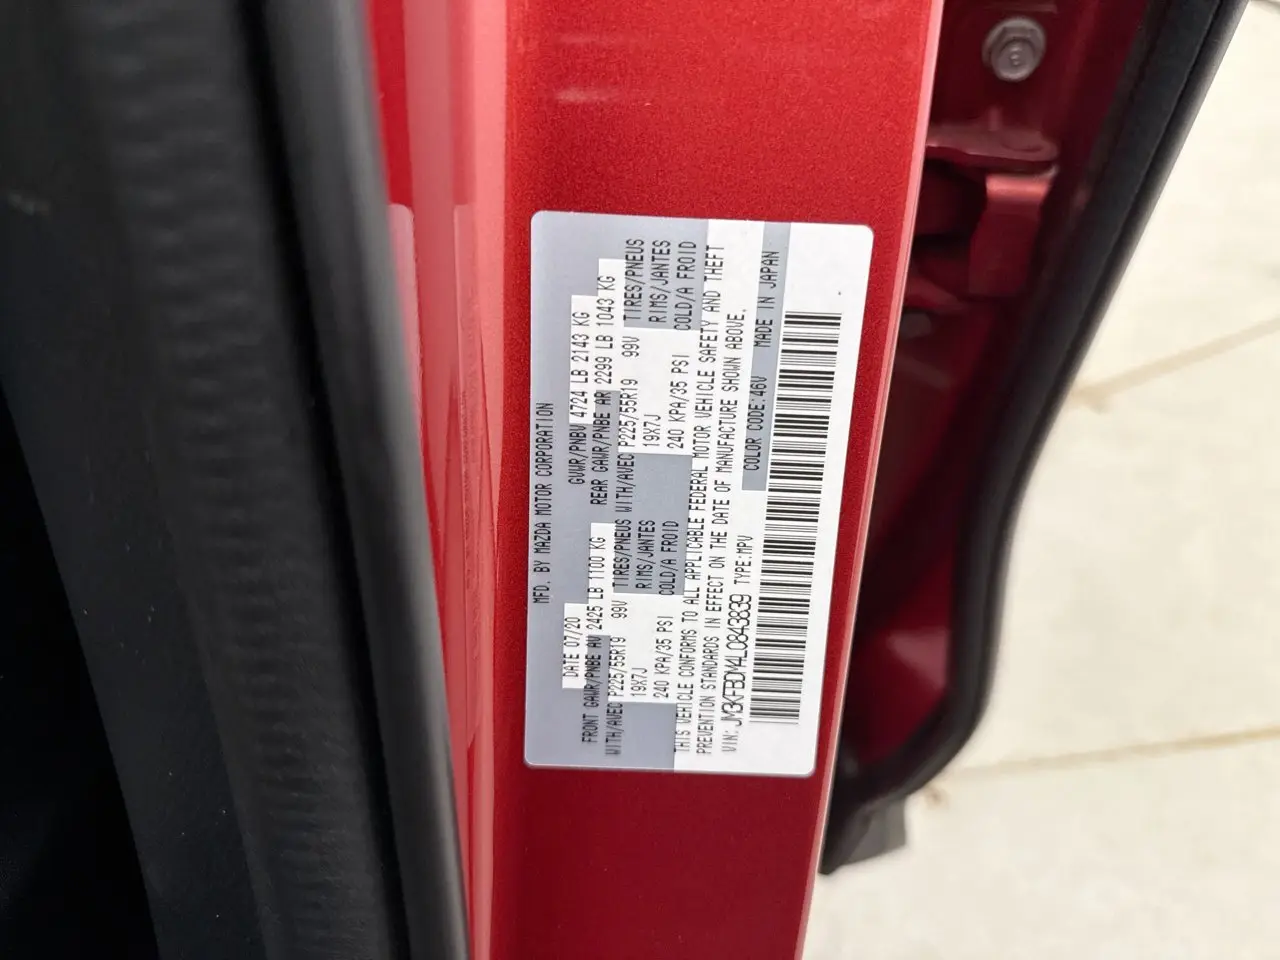 MFD. BY MAZDA MOTOR CORPORATION
DATE 07/20 GVWR/PNBV 4724 LB 2143 KG
FRONT GAWR/PNBE AV 2425 LB 1100 KG REAR GAWR/PNBE AR 2299 LB 1043 KG
WITH/AVEC P225/55R19 99V TIRES/PNEUS WITH/AVEC P225/55R19 99V TIRES/PNEUS
19X7J RIMS/JANTES 19X7J RIMS/JANTES
240 KPA/35 PSI COLD/A FROID 240 KPA/35 PSI COLD/A FROID
THIS VEHICLE CONFORMS TO ALL APPLICABLE FEDERAL MOTOR VEHICLE SAFETY AND THEFT
PREVENTION STANDARDS IN EFFECT ON THE DATE OF MANUFACTURE SHOWN ABOVE.
VIN: JM3KFBDM4L0843839 TYPE:MPV COLOR CODE:46V MADE IN JAPAN